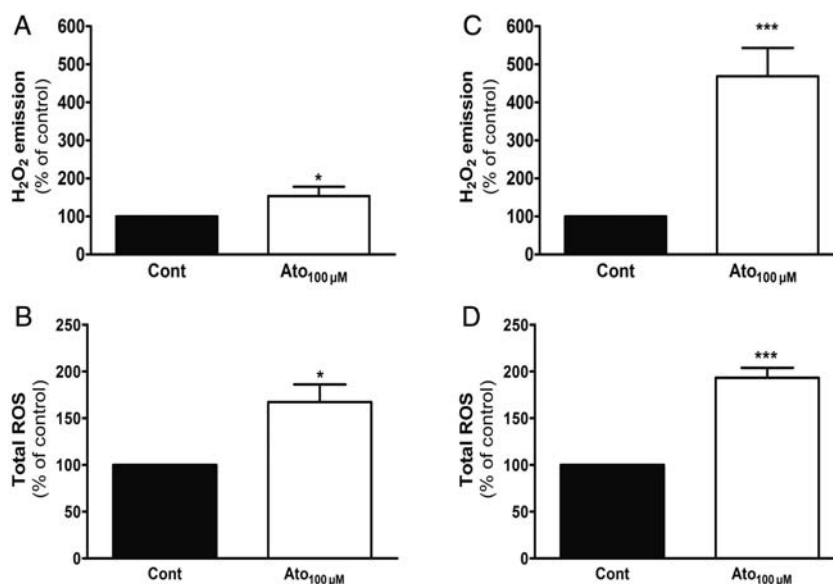 A
H₂O₂ emission
(% of control)
600
500
400
300
200
100
0
*
Cont
Ato100 μM
C
H₂O₂ emission
(% of control)
600
500
400
300
200
100
0
***
Cont
Ato100 μM
B
Total ROS
(% of control)
250
200
150
100
50
0
*
Cont
Ato100 μM
D
Total ROS
(% of control)
250
200
150
100
50
0
***
Cont
Ato100 μM